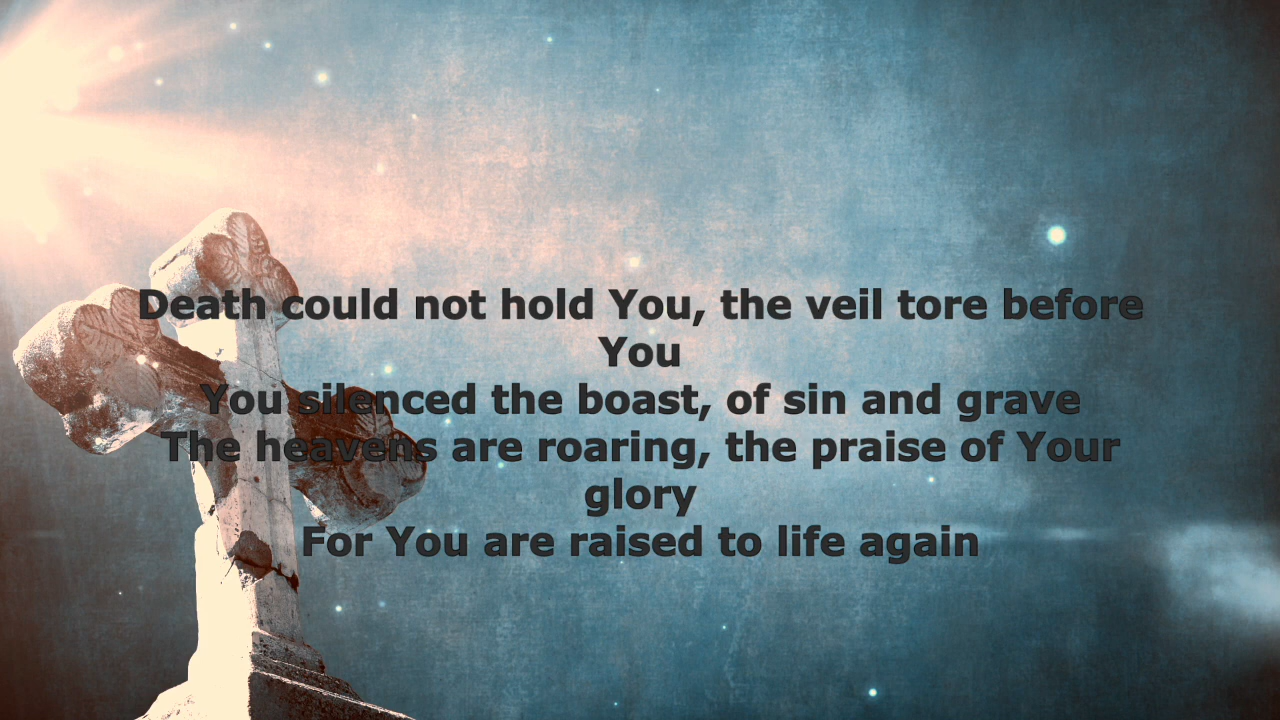 Death could not hold You, the veil tore before
You
You silenced the boast, of sin and grave
The heavens are roaring, the praise of Your
glory
For You are raised to life again